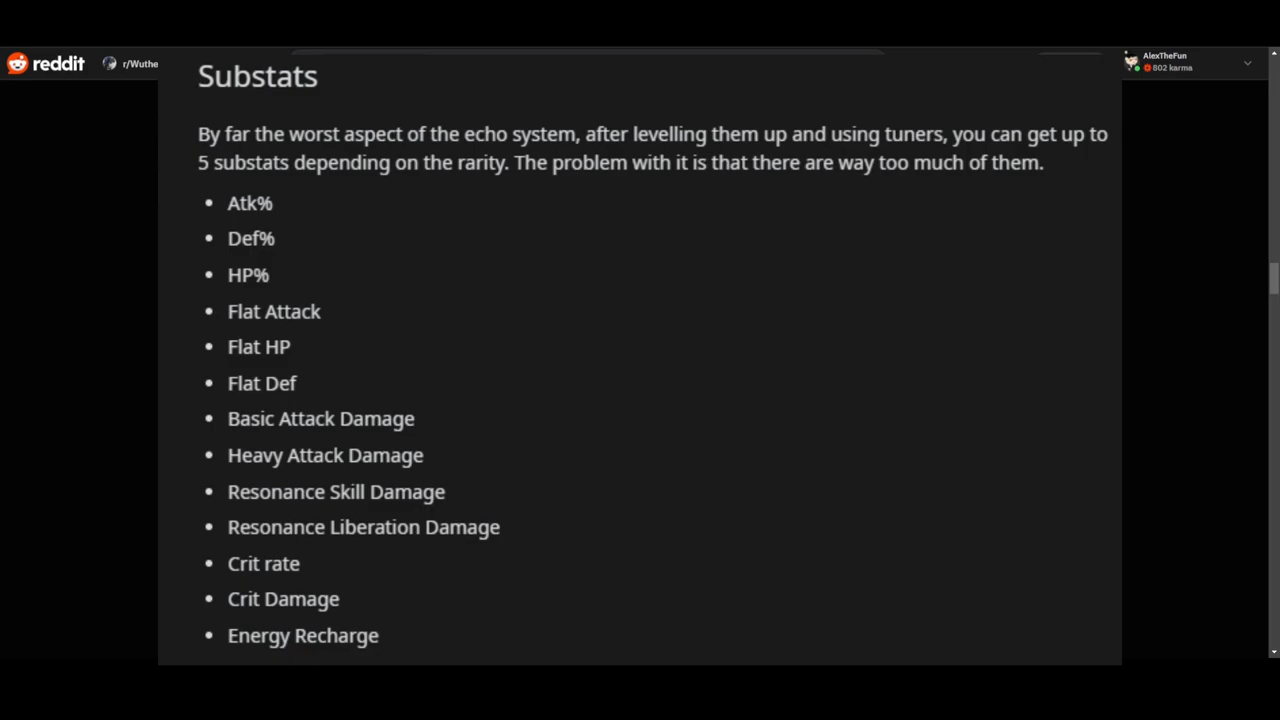 reddit
r/Wuthe
AlexTheFun
802 karma
Substats
By far the worst aspect of the echo system, after levelling them up and using tuners, you can get up to
5 substats depending on the rarity. The problem with it is that there are way too much of them.
• Atk%
• Def%
• HP%
• Flat Attack
• Flat HP
• Flat Def
• Basic Attack Damage
• Heavy Attack Damage
• Resonance Skill Damage
• Resonance Liberation Damage
• Crit rate
• Crit Damage
• Energy Recharge